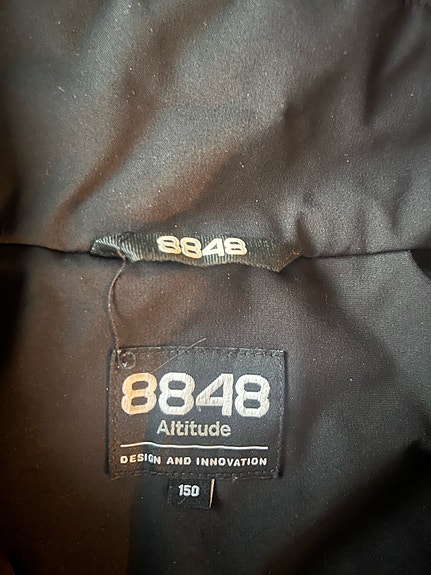 8848
8848
Altitude
DESIGN AND INNOVATION
150